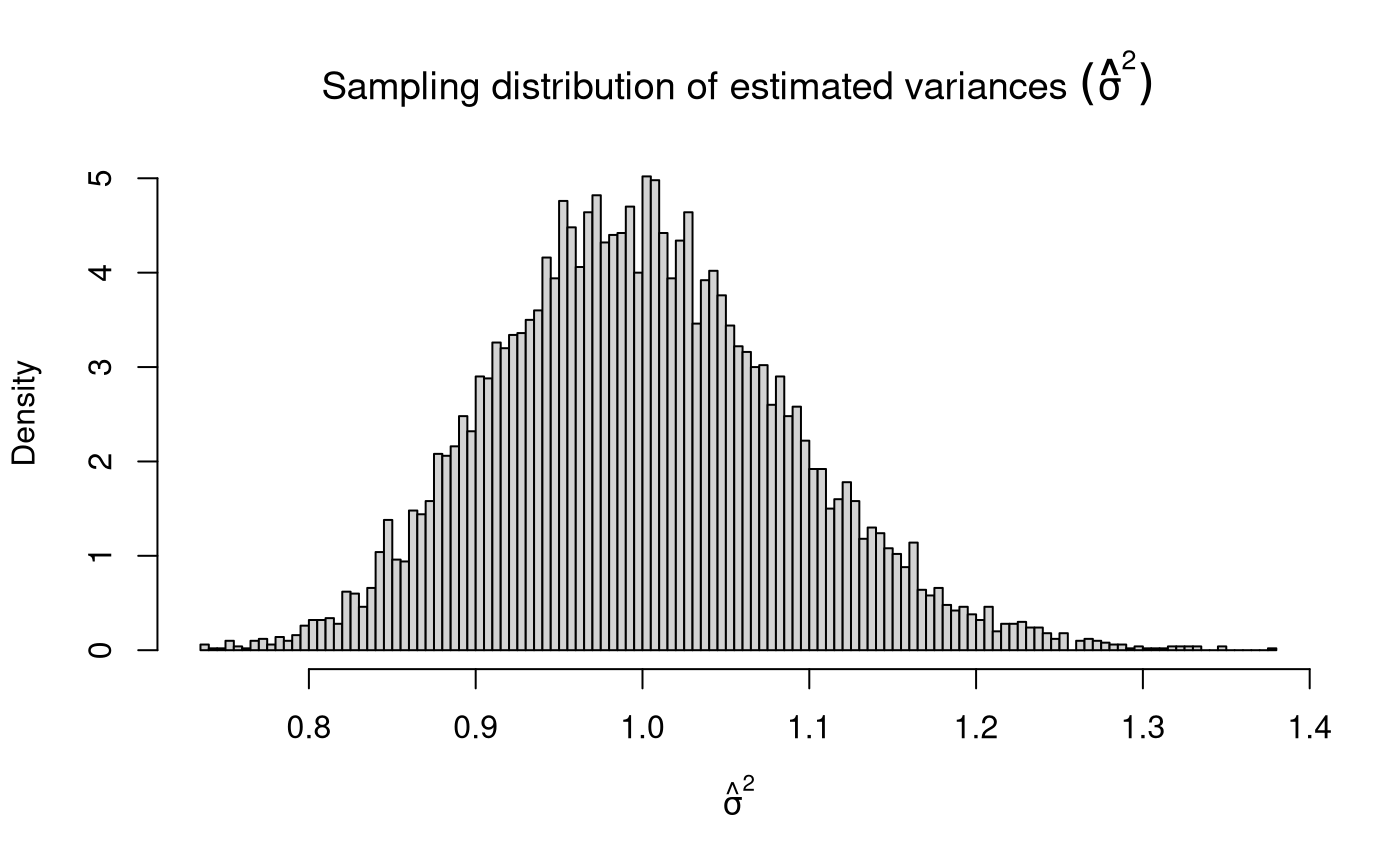 Sampling distribution of estimated variances (σ̂²)
5
4
3
2
1
0
Density
0.8 0.9 1.0 1.1 1.2 1.3 1.4
σ̂²